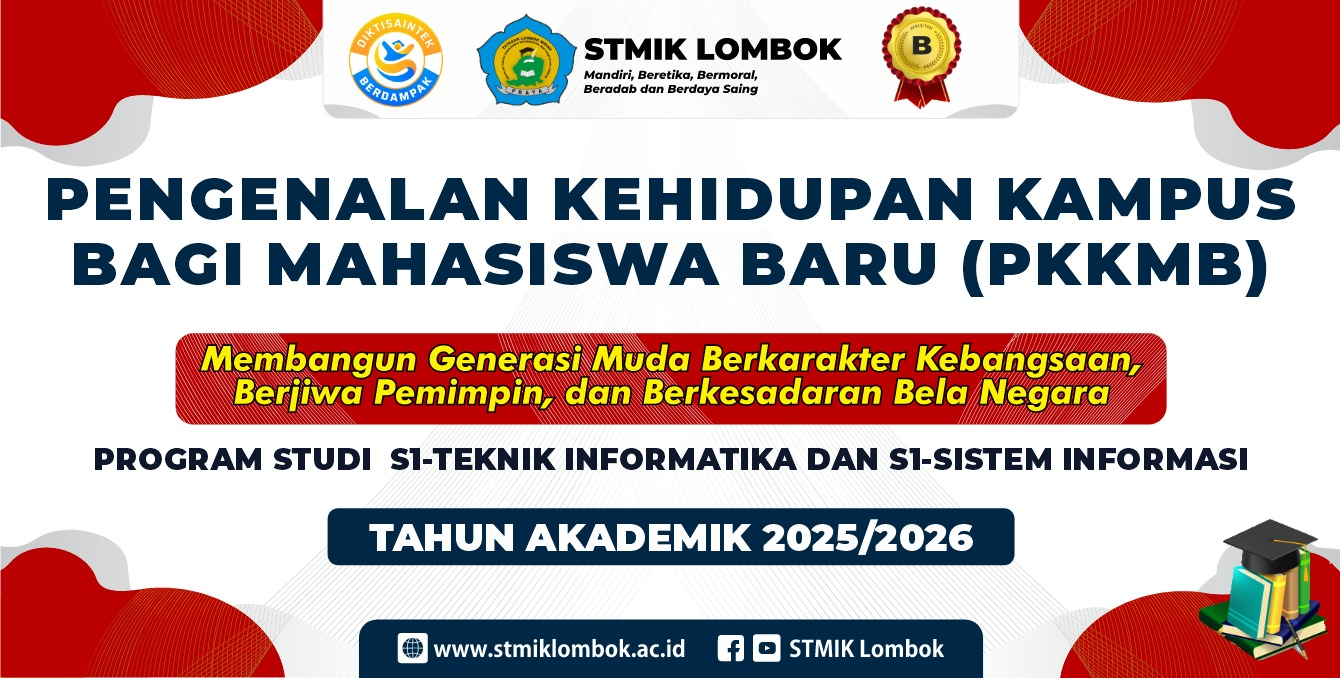 DIKTISAINTEK
BERDAMPAK
PRAYA
STMIK LOMBOK
Mandiri, Beretika, Bermoral,
Beradab dan Berdaya Saing
B
PENGENALAN KEHIDUPAN KAMPUS
BAGI MAHASISWA BARU (PKKMB)
Membangun Generasi Muda Berkarakter Kebangsaan,
Berjiwa Pemimpin, dan Berkesadaran Bela Negara
PROGRAM STUDI S1-TEKNIK INFORMATIKA DAN S1-SISTEM INFORMASI
TAHUN AKADEMIK 2025/2026
www.stmiklombok.ac.id
STMIK Lombok